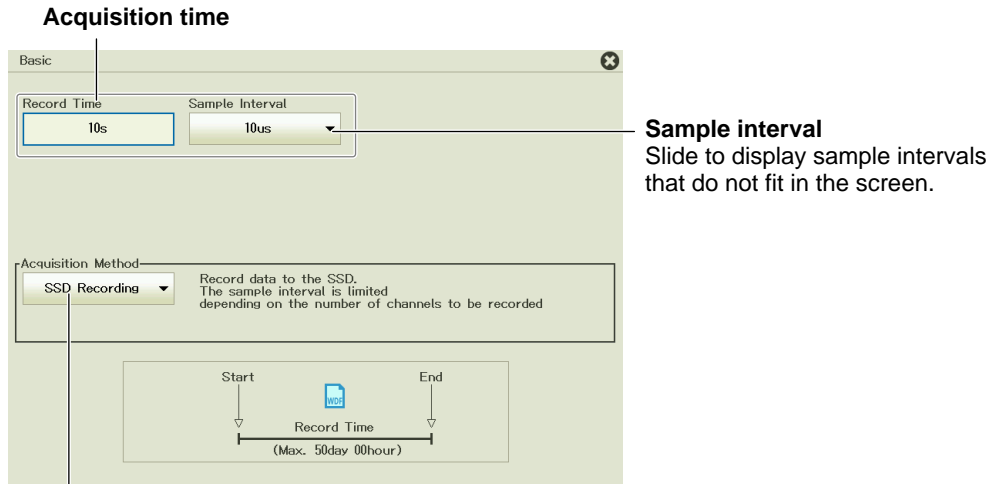 Acquisition time
Basic
Record Time
Sample Interval
10s
10us
Sample interval
Slide to display sample intervals
that do not fit in the screen.
Acquisition Method
SSD Recording
Record data to the SSD.
The sample interval is limited
depending on the number of channels to be recorded
Start
End
WDF
Record Time
(Max. 50day 00hour)